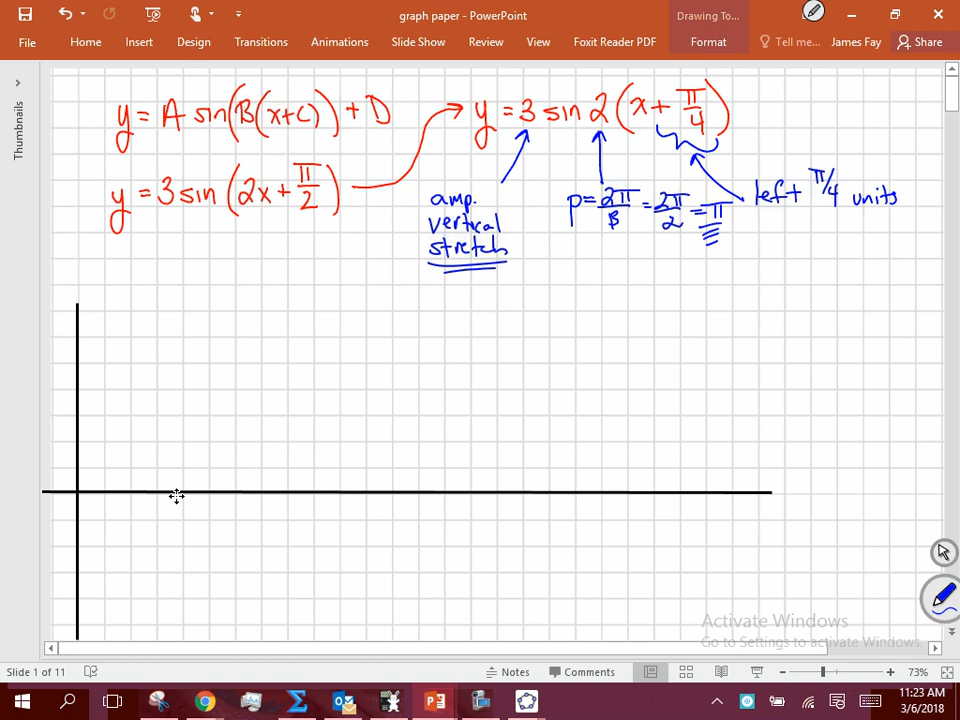 graph paper - PowerPoint
Drawing To...
File Home Insert Design Transitions Animations Slide Show Review View Foxit Reader PDF Format Tell me... James Fay Share
Thumbnails
y = A sin(B(x+C)) + D
y = 3 sin 2(x + π/4)
y = 3 sin(2x + π/2)
amp.
vertical
stretch
p = 2π/B = 2π/2 = π
left π/4 units
Activate Windows
Go to Settings to activate Windows.
Slide 1 of 11 Notes Comments 73%
11:23 AM
3/6/2018